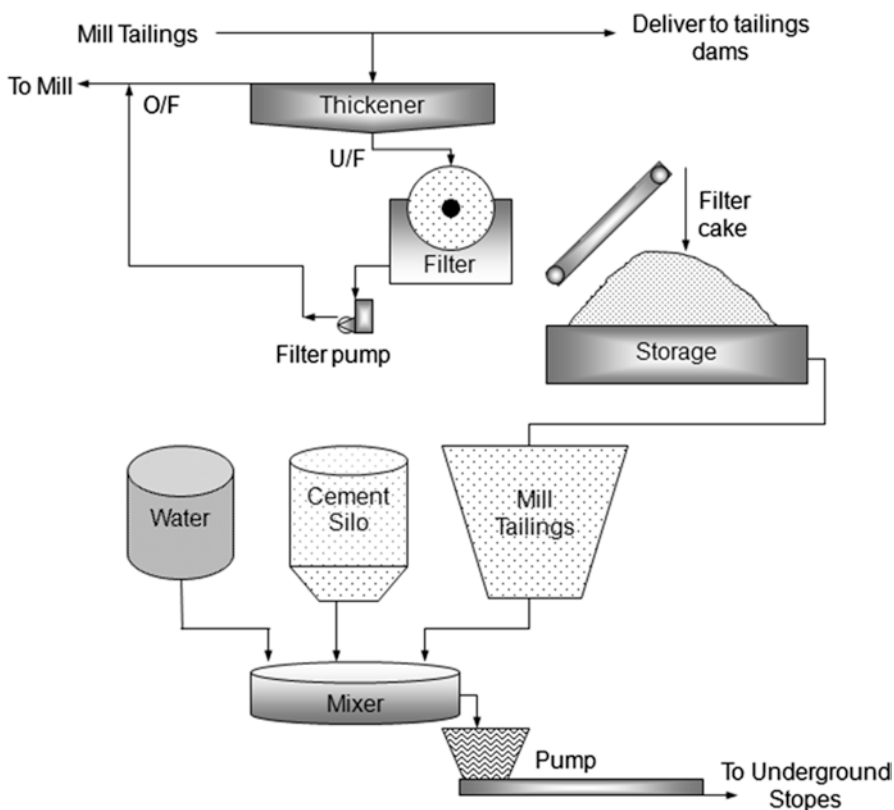 Mill Tailings
Deliver to tailings
dams
To Mill
O/F
Thickener
U/F
Filter
cake
Filter
Filter pump
Storage
Water
Cement
Silo
Mill
Tailings
Mixer
Pump
To Underground
Stopes